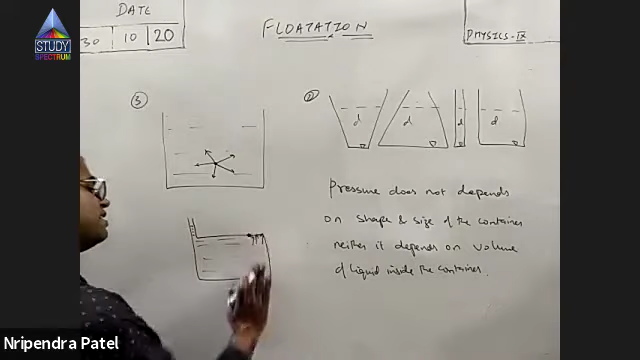 STUDY
SPECTRUM
DATE
30 10 20
FLOATATION
PHYSICS-IX
③
②
d d d d
Pressure does not depends
on shape & size of the container
neither it depends on volume
of liquid inside the container.
Nripendra Patel